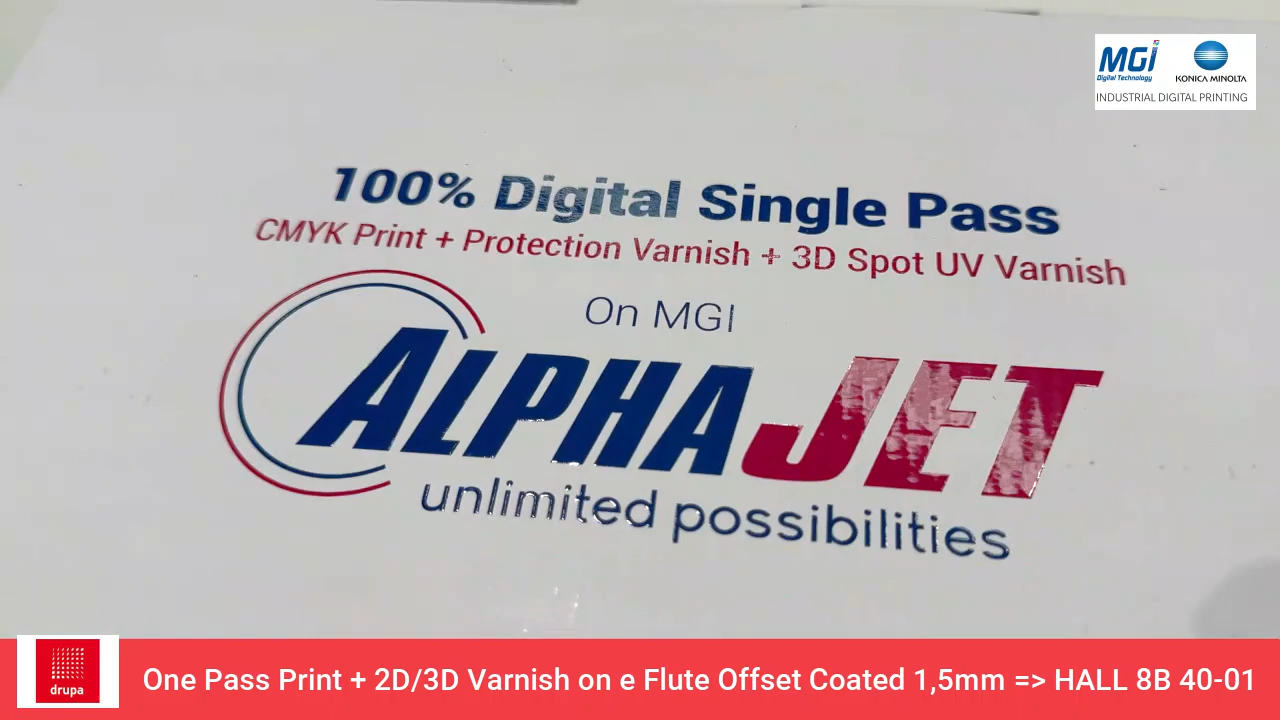 MGI
Digital Technology
KONICA MINOLTA
INDUSTRIAL DIGITAL PRINTING
100% Digital Single Pass
CMYK Print + Protection Varnish + 3D Spot UV Varnish
On MGI
ALPHAJET
unlimited possibilities
drupa
One Pass Print + 2D/3D Varnish on e Flute Offset Coated 1,5mm => HALL 8B 40-01